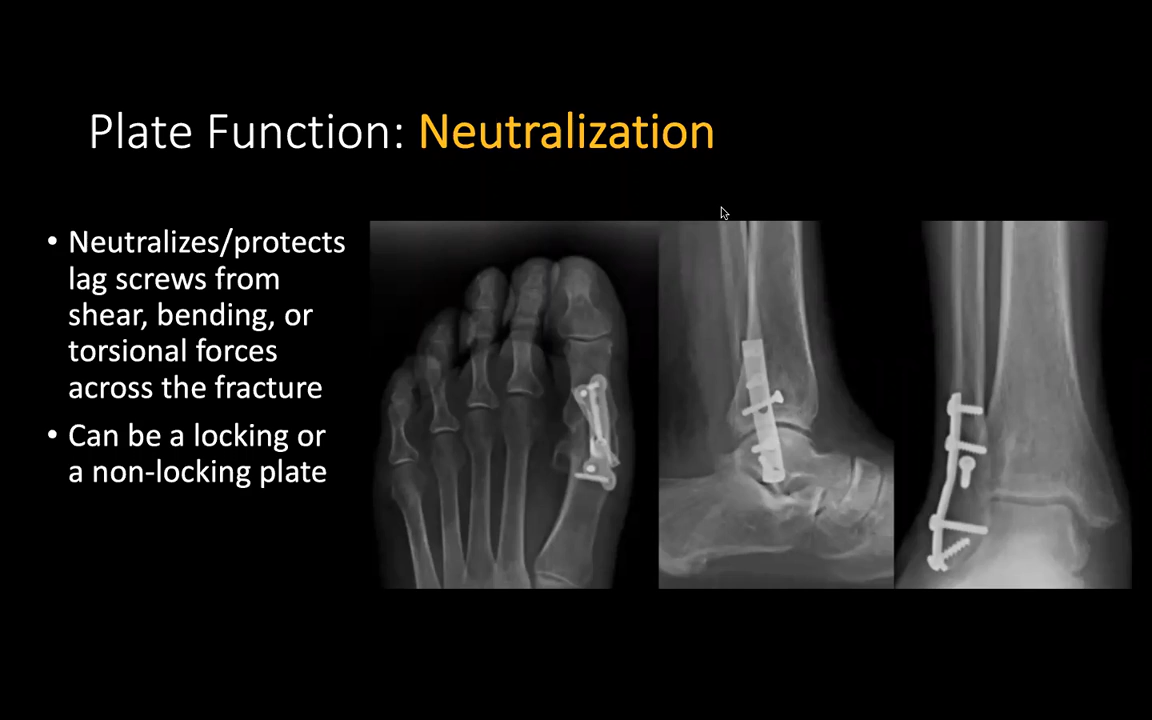 Plate Function: Neutralization
• Neutralizes/protects
lag screws from
shear, bending, or
torsional forces
across the fracture
• Can be a locking or
a non-locking plate